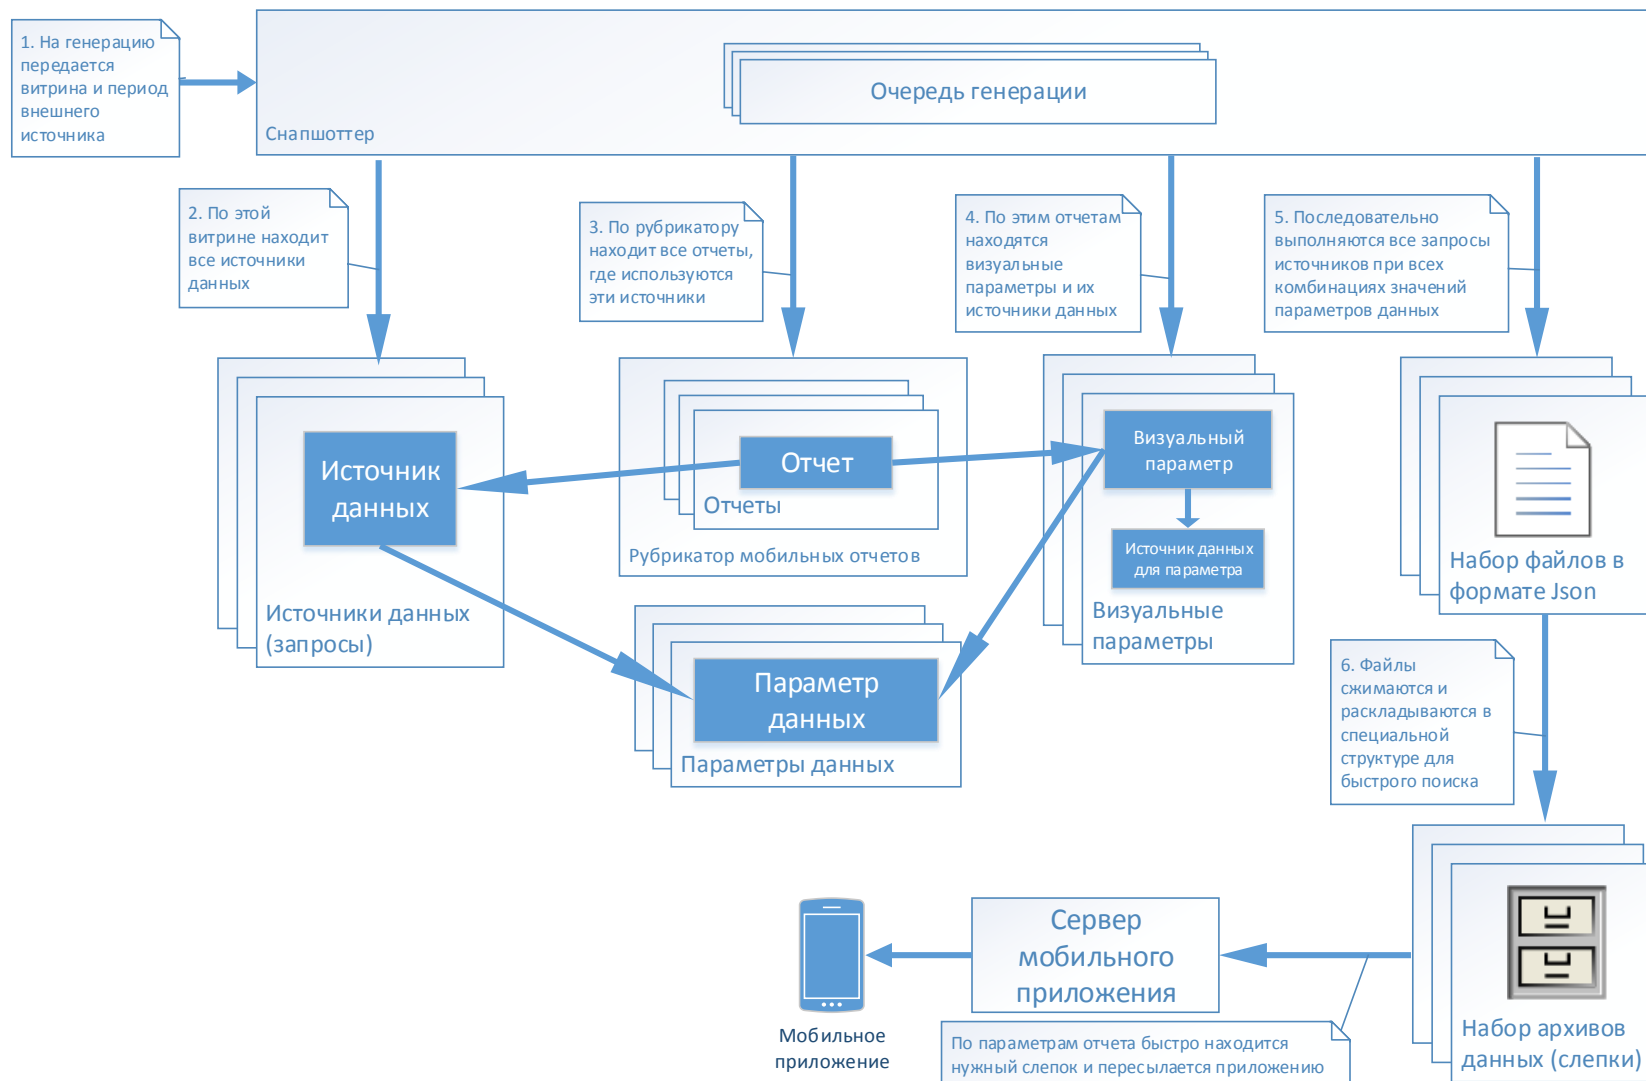 1. На генерацию
передается
витрина и период
внешнего
источника
Очередь генерации
Снапшоттер
2. По этой
витрине находит
все источники
данных
3. По рубрикатору
находит все отчеты,
где используются
эти источники
4. По этим отчетам
находятся
визуальные
параметры и их
источники данных
5. Последовательно
выполняются все запросы
источников при всех
комбинациях значений
параметров данных
Источник
данных
Источники данных
(запросы)
Отчет
Отчеты
Рубрикатор мобильных отчетов
Визуальный
параметр
Источник данных
для параметра
Визуальные
параметры
Набор файлов в
формате Json
Параметр
данных
Параметры данных
6. Файлы
сжимаются и
раскладываются в
специальной
структуре для
быстрого поиска
Сервер
мобильного
приложения
Мобильное
приложение
По параметрам отчета быстро находится
нужный слепок и пересылается приложению
Набор архивов
данных (слепки)